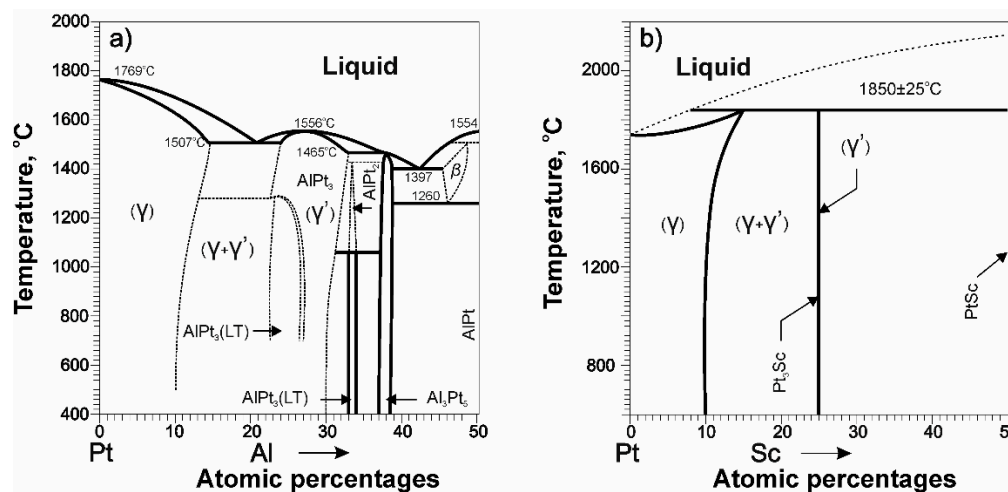 a)
Liquid
1769°C
1507°C
1556°C
1465°C
1554
1397
1260
AlPt₃
AlPt₂
β
(γ)
(γ+γ')
(γ')
AlPt₃(LT)
AlPt₃(LT)
Al₃Pt₅
AlPt
Temperature, °C
2000
1800
1600
1400
1200
1000
800
600
400
0 10 20 30 40 50
Pt Al
Atomic percentages
b)
Liquid
1850±25°C
(γ')
(γ)
(γ+γ')
Pt₃Sc
PtSc
Temperature, °C
2000
1600
1200
800
0 10 20 30 40 50
Pt Sc
Atomic percentages